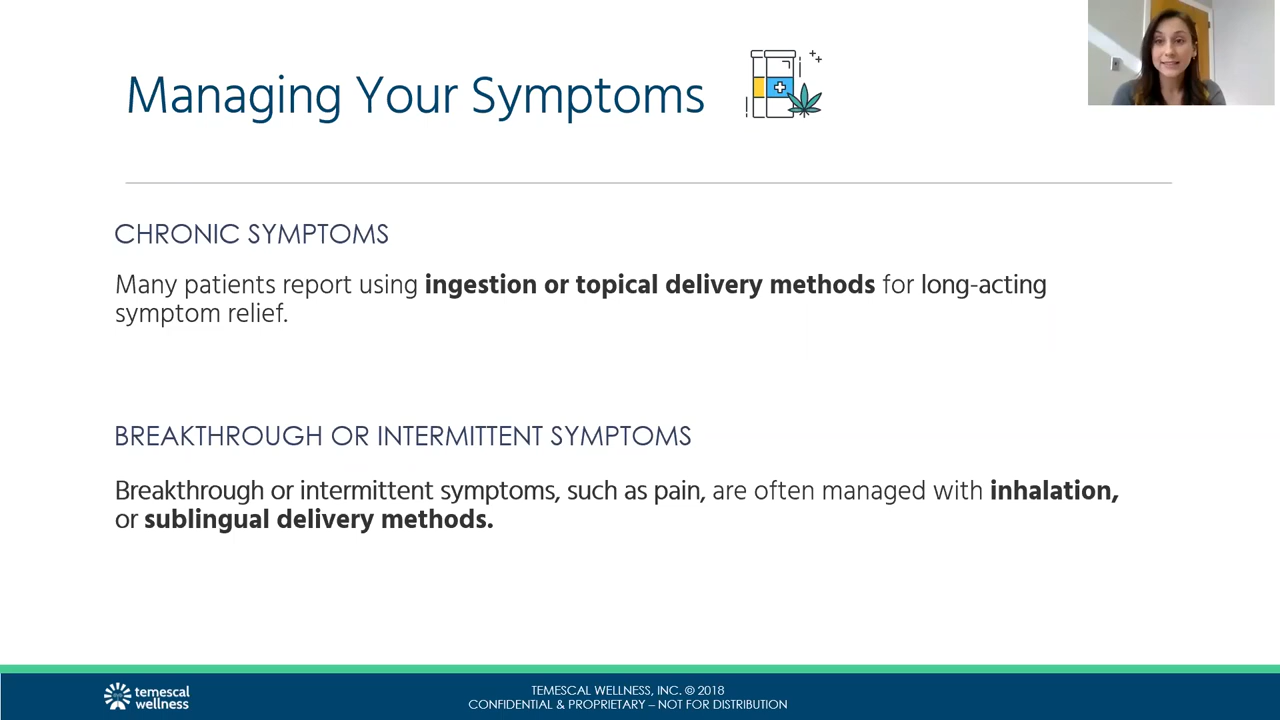 Managing Your Symptoms
CHRONIC SYMPTOMS
Many patients report using ingestion or topical delivery methods for long-acting
symptom relief.
BREAKTHROUGH OR INTERMITTENT SYMPTOMS
Breakthrough or intermittent symptoms, such as pain, are often managed with inhalation,
or sublingual delivery methods.
temescal
wellness
TEMESCAL WELLNESS, INC. © 2018
CONFIDENTIAL & PROPRIETARY – NOT FOR DISTRIBUTION